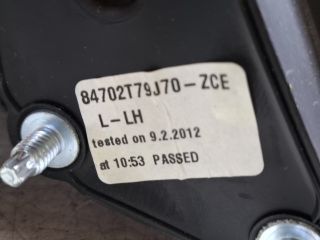 84702T79J70-ZCE
L-LH
tested on 9.2.2012
at 10:53 PASSED